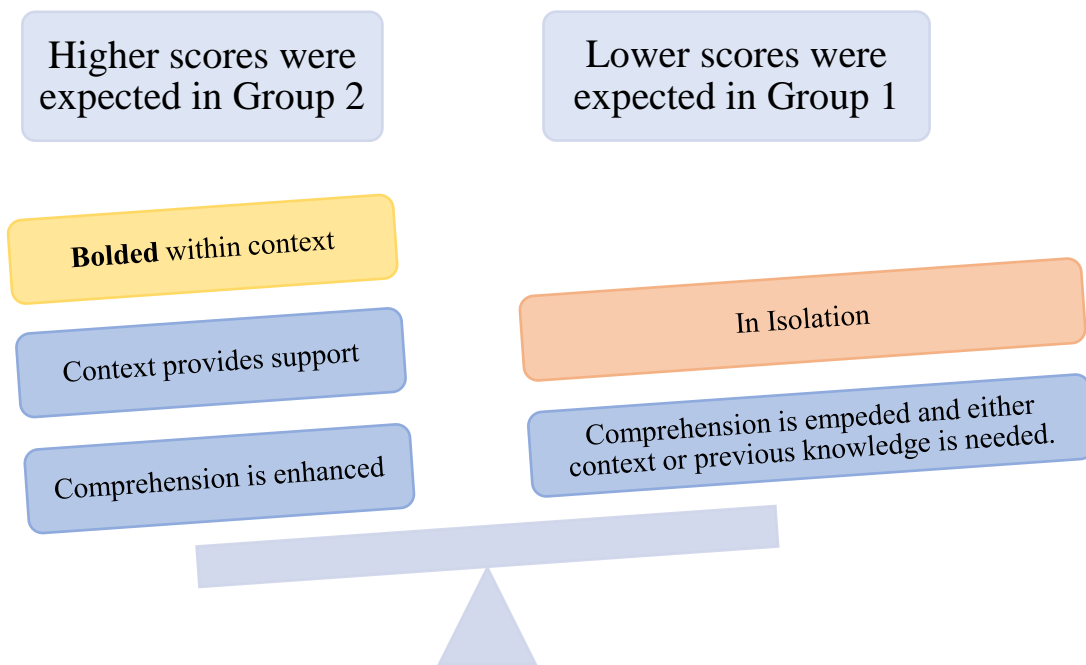 Higher scores were
expected in Group 2
Lower scores were
expected in Group 1
Bolded within context
Context provides support
Comprehension is enhanced
In Isolation
Comprehension is empeded and either
context or previous knowledge is needed.